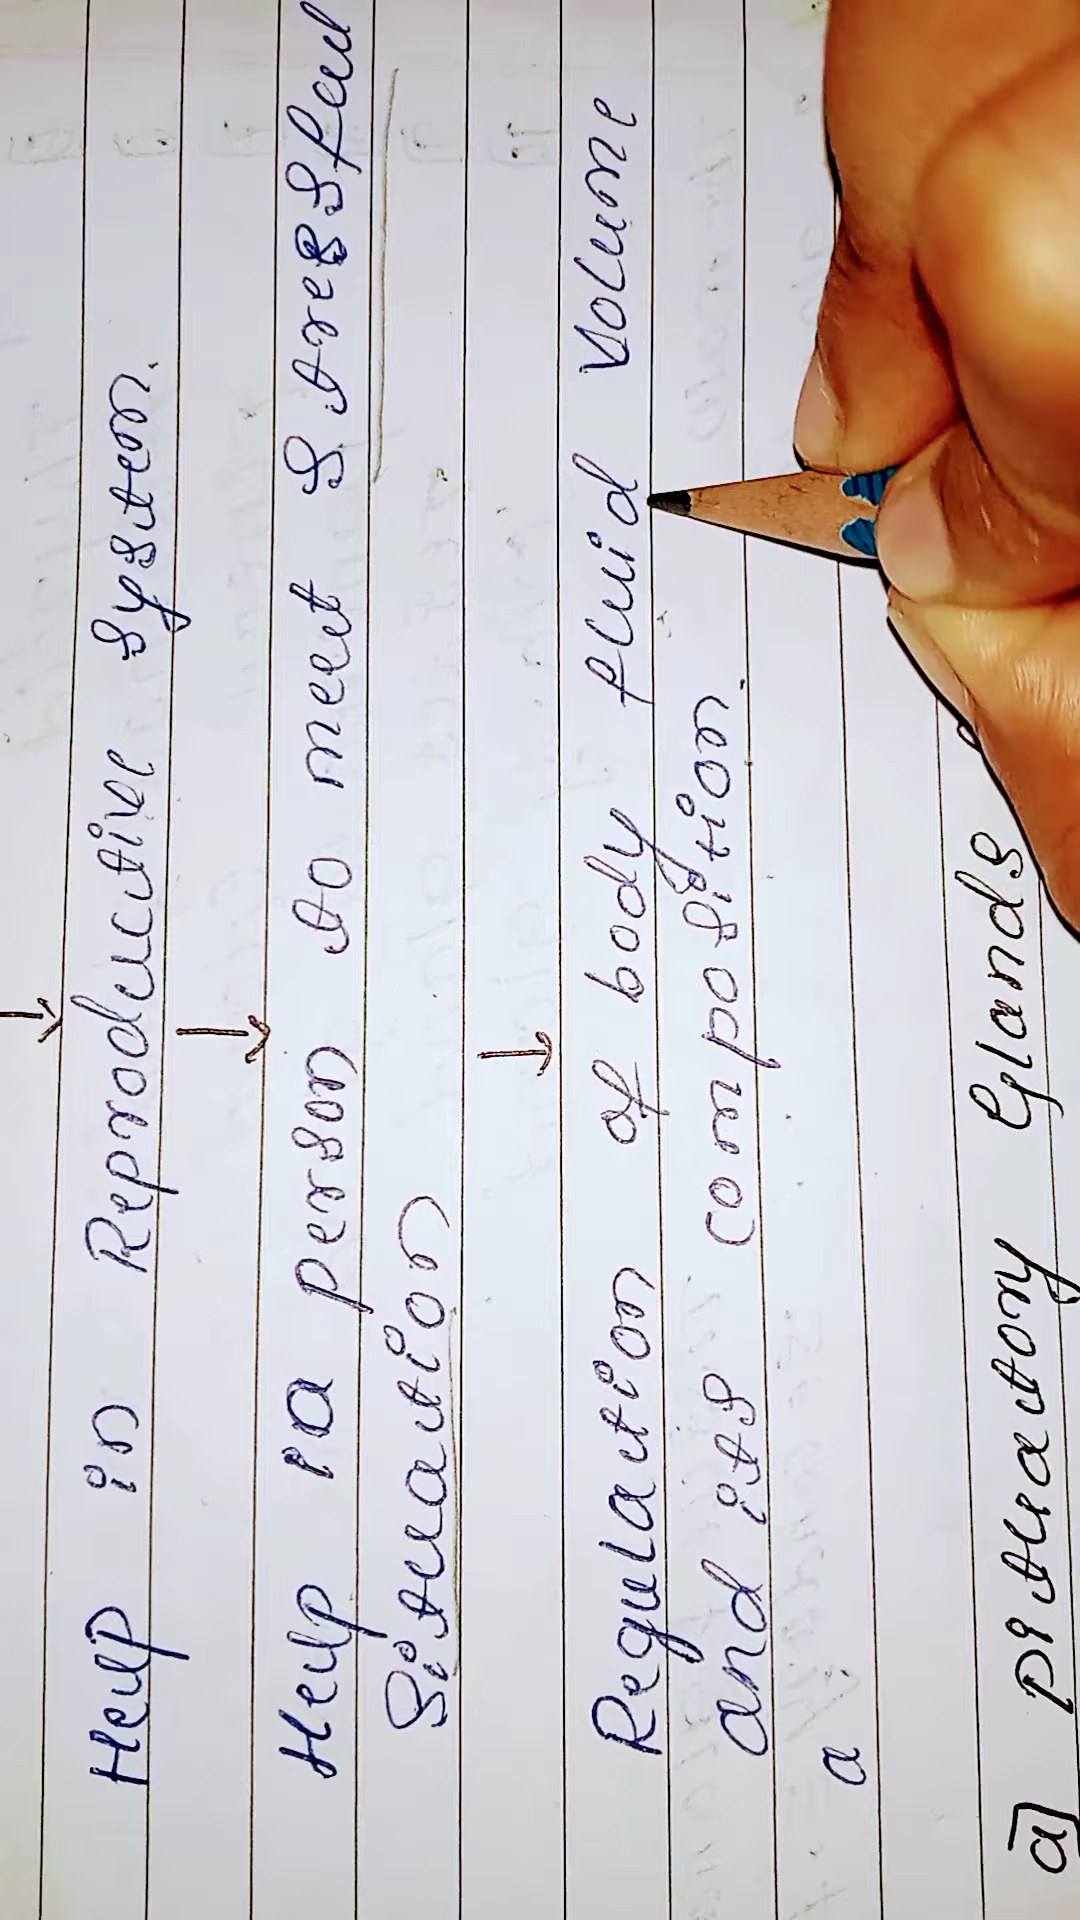 ↓
Help in Reproductive System.
↓
Help a person to meet Stressful
Situation
↓
Regulation of body fluid volume
and its composition.
a
a) Pituatory Glands